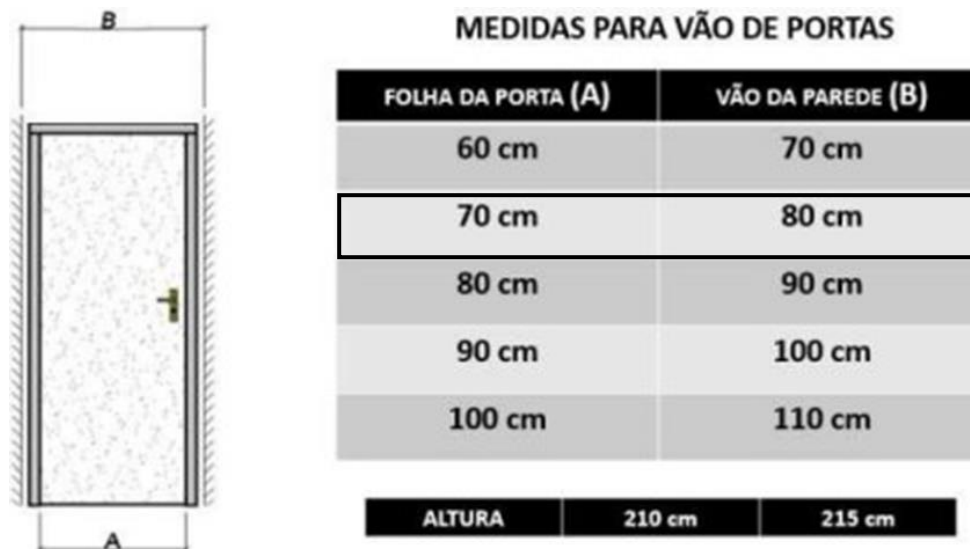 B
A
MEDIDAS PARA VÃO DE PORTAS
FOLHA DA PORTA (A) VÃO DA PAREDE (B)
60 cm 70 cm
70 cm 80 cm
80 cm 90 cm
90 cm 100 cm
100 cm 110 cm
ALTURA 210 cm 215 cm